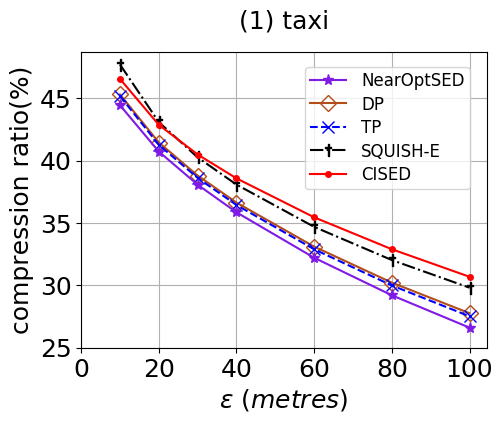 (1) taxi
compression ratio(%)
45
40
35
30
25
NearOptSED
DP
TP
SQUISH-E
CISED
0 20 40 60 80 100
ε (metres)